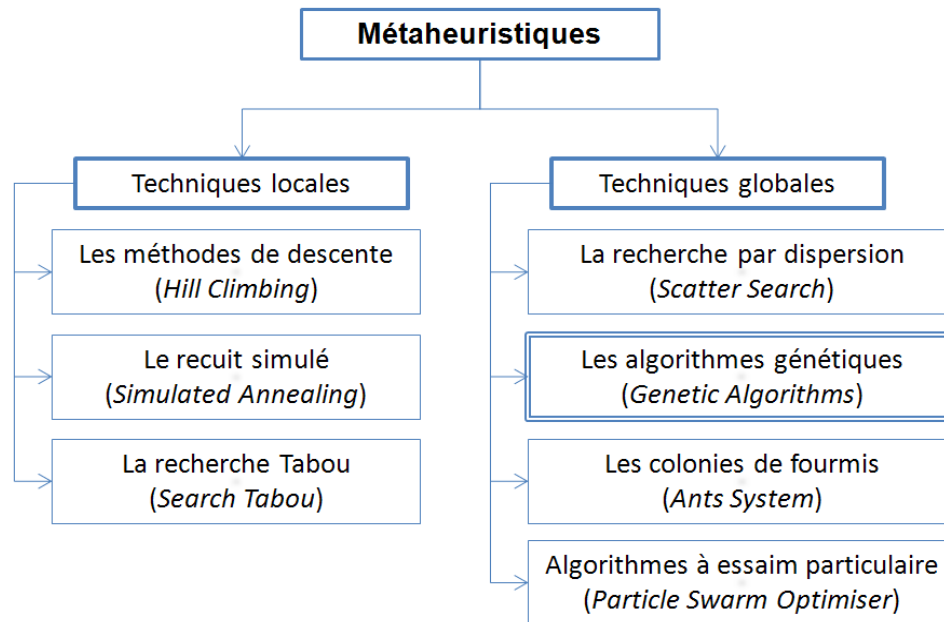 Métaheuristiques
Techniques locales
Les méthodes de descente
(Hill Climbing)
Le recuit simulé
(Simulated Annealing)
La recherche Tabou
(Search Tabou)
Techniques globales
La recherche par dispersion
(Scatter Search)
Les algorithmes génétiques
(Genetic Algorithms)
Les colonies de fourmis
(Ants System)
Algorithmes à essaim particulaire
(Particle Swarm Optimiser)